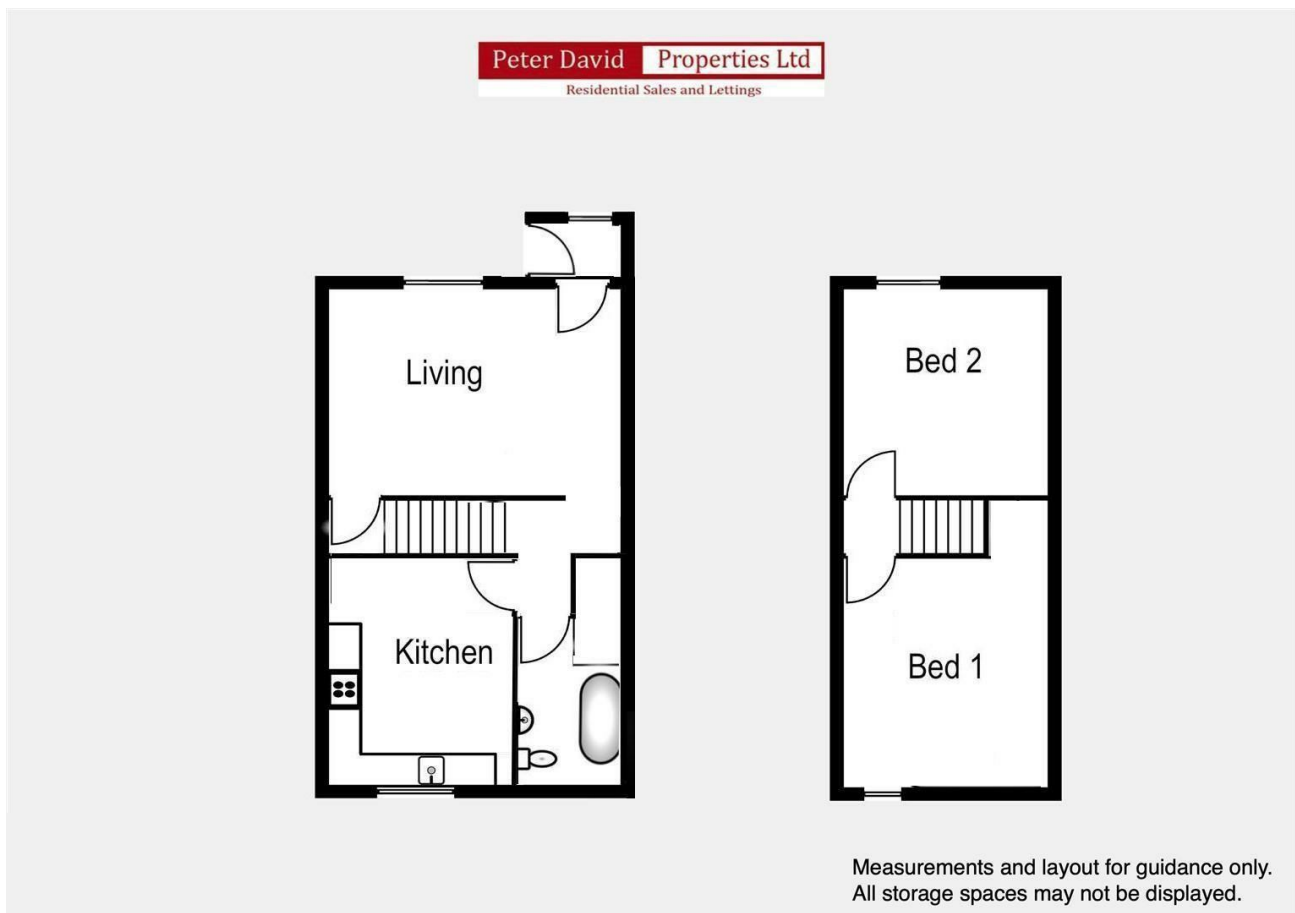 Peter David Properties Ltd
Residential Sales and Lettings
Living
Bed 2
Kitchen
Bed 1
Measurements and layout for guidance only.
All storage spaces may not be displayed.